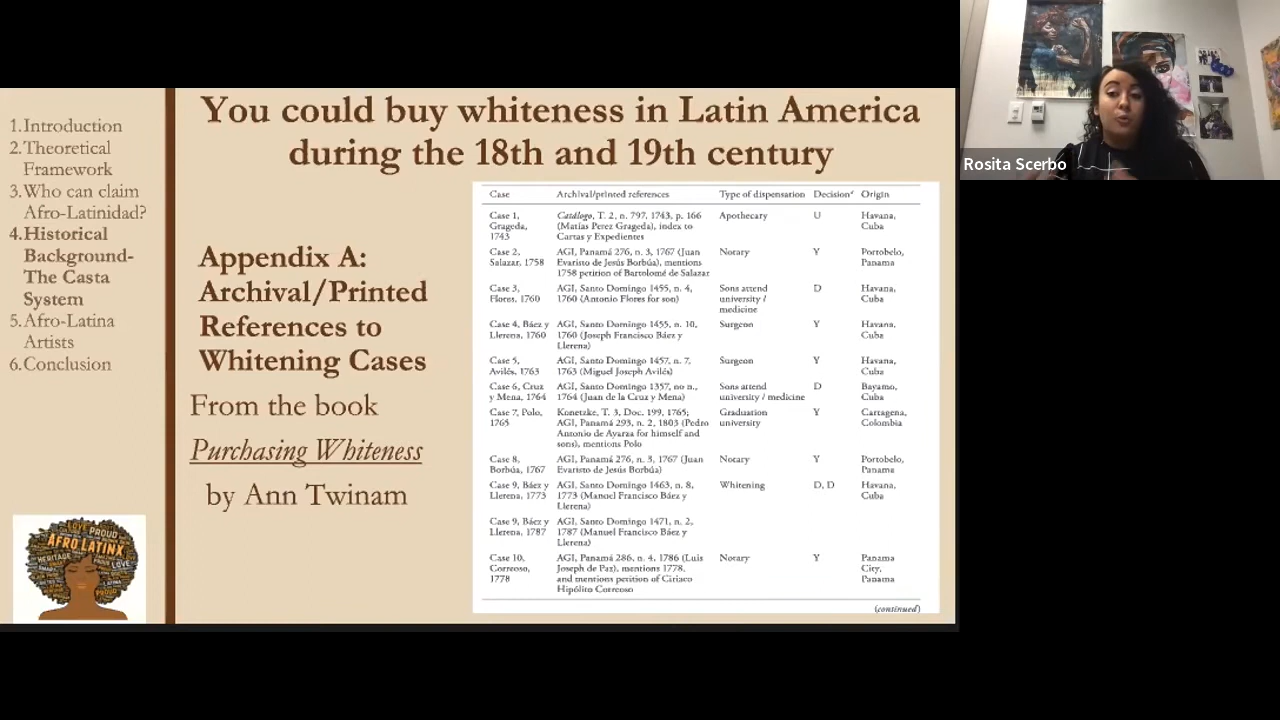 1.Introduction
2.Theoretical
Framework
3.Who can claim
Afro-Latinidad?
4.Historical
Background-
The Casta
System
5.Afro-Latina
Artists
6.Conclusion
You could buy whiteness in Latin America
during the 18th and 19th century
Appendix A:
Archival/Printed
References to
Whitening Cases
From the book
Purchasing Whiteness
by Ann Twinam
Case Archival/printed references Type of dispensation Decision Origin
Case 1, Catálogo, T. 2, n. 797, 1743, p. 166 Apothecary U Havana,
Grageda, (Matías Perez Grageda), index to Cuba
1743 Cartas y Expedientes
Case 2, AGI, Panamá 276, n. 3, 1767 (Juan Notary Y Portobelo,
Salazar, 1758 Evaristo de Jesús Borbúa), mentions Panama
1758 petition of Bartolomé de Salazar
Case 3, AGI, Santo Domingo 1455, n. 4, Sons attend D Havana,
Flores, 1760 1760 (Antonio Flores for son) university / Cuba
medicine
Case 4, Báez y AGI, Santo Domingo 1455, n. 10, Surgeon Y Havana,
Llerena, 1760 1760 (Joseph Francisco Báez y Cuba
Llerena)
Case 5, AGI, Santo Domingo 1457, n. 7, Surgeon Y Havana,
Avilés, 1763 1763 (Miguel Joseph Avilés) Cuba
Case 6, Cruz AGI, Santo Domingo 1357, no n., Sons attend D Bayamo,
y Mena, 1764 1764 (Juan de la Cruz y Mena) university / medicine Cuba
Case 7, Polo, Konetzke, T. 3, Doc. 199, 1765; Graduation Y Cartagena,
1765 AGI, Panamá 293, n. 2, 1803 (Pedro university Colombia
Antonio de Ayarza for himself and
sons), mentions Polo
Case 8, AGI, Panamá 276, n. 3, 1767 (Juan Notary Y Portobelo,
Borbúa, 1767 Evaristo de Jesús Borbúa) Panama
Case 9, Báez y AGI, Santo Domingo 1463, n. 8, Whitening D, D Havana,
Llerena, 1773 1773 (Manuel Francisco Báez y Cuba
Llerena)
Case 9, Báez y AGI, Santo Domingo 1471, n. 2,
Llerena, 1787 1787 (Manuel Francisco Báez y
Llerena)
Case 10, AGI, Panamá 286, n. 4, 1786 (Luis Notary Y Panama
Correoso, Joseph de Paz), mentions 1778, City,
1778 and mentions petition of Ciriaco Panama
Hipólito Correoso
(continued)
LOVE PROUD
AFRO LATINX
HERITAGE
LOVE
Rosita Scerbo